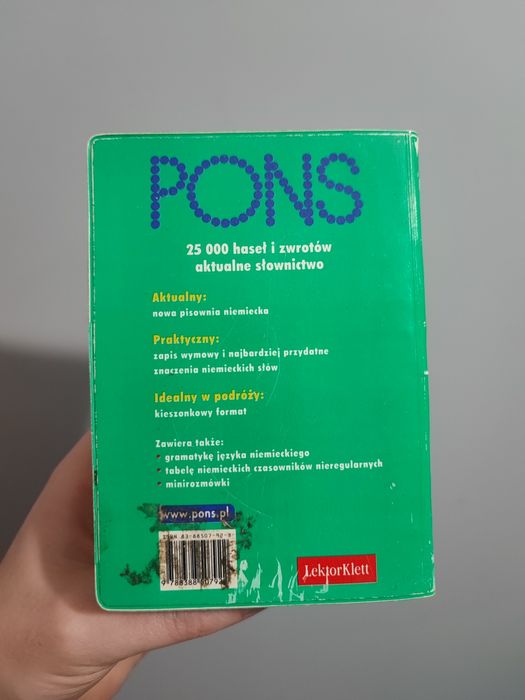 PONS
25 000 haseł i zwrotów
aktualne słownictwo
Aktualny:
nowa pisownia niemiecka
Praktyczny:
zapis wymowy i najbardziej przydatne
znaczenia niemieckich słów
Idealny w podróży:
kieszonkowy format
Zawiera także:
gramatykę języka niemieckiego
tabelę niemieckich czasowników nieregularnych
minirozmówki
www.pons.pl
ISBN
LektorKlett